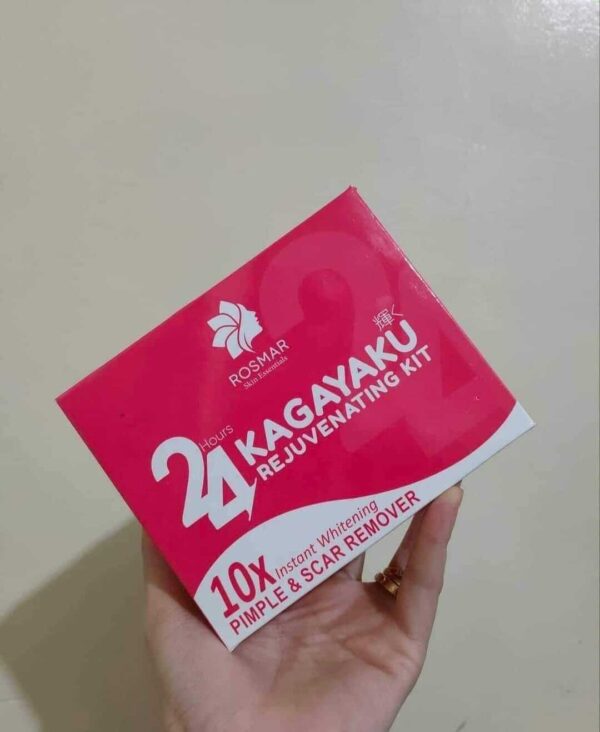 ROSMAR
Skin Essentials
24 Hours
輝く
KAGAYAKU
REJUVENATING KIT
10x Instant Whitening
PIMPLE & SCAR REMOVER